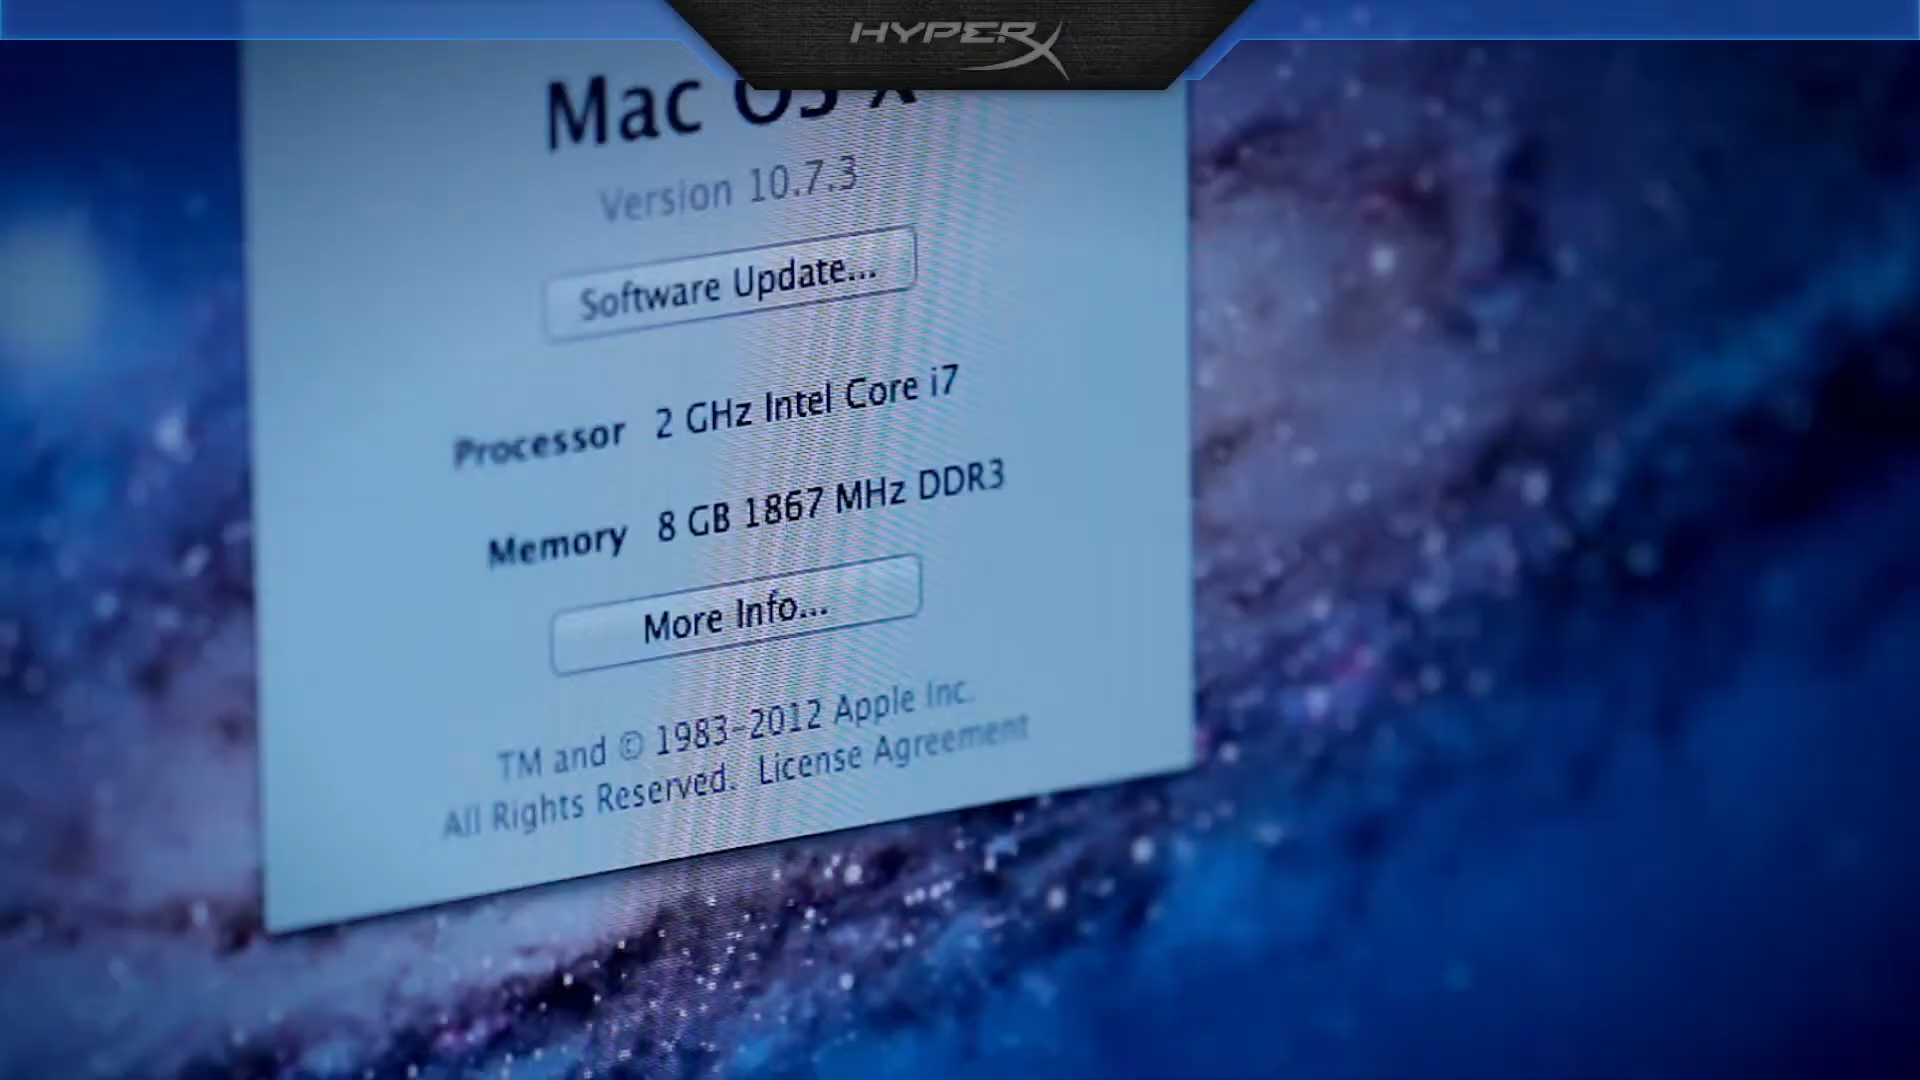 HYPERX
Mac OS X
Version 10.7.3
Software Update...
Processor 2 GHz Intel Core i7
Memory 8 GB 1867 MHz DDR3
More Info...
TM and © 1983–2012 Apple Inc.
All Rights Reserved. License Agreement